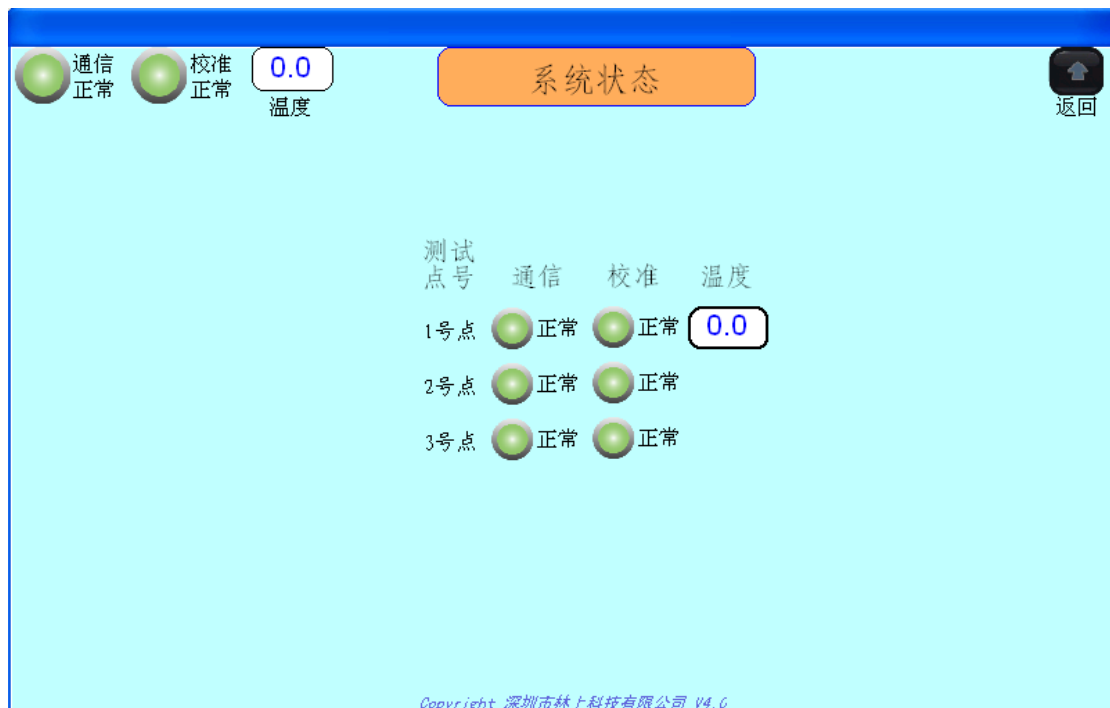 通信
正常
校准
正常
0.0
温度
系统状态
返回
测试
点号 通信 校准 温度
1号点 正常 正常 0.0
2号点 正常 正常
3号点 正常 正常
Copyright 深圳市林上科技有限公司